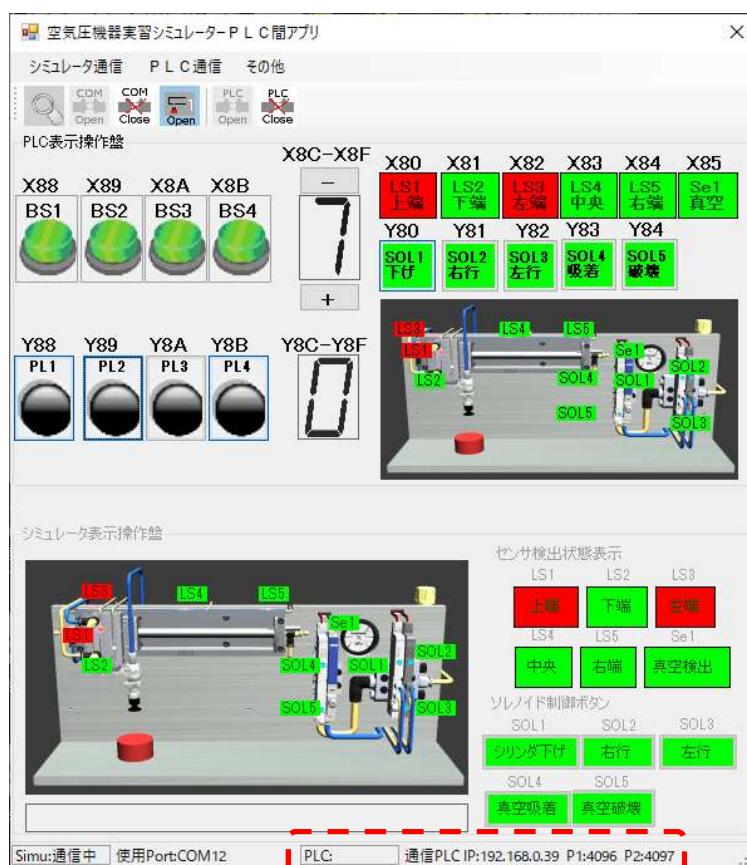 空気圧機器実習シミュレーターPLC間アプリ
シミュレータ通信 PLC通信 その他
COM Open COM Close Open PLC Open PLC Close
PLC表示操作盤
X8C-X8F
X80 X81 X82 X83 X84 X85
LS1 上端 LS2 下端 LS3 左端 LS4 中央 LS5 右端 Se1 真空
X88 X89 X8A X8B
BS1 BS2 BS3 BS4
－
7
＋
Y80 Y81 Y82 Y83 Y84
SOL1 下げ SOL2 右行 SOL3 左行 SOL4 吸着 SOL5 破壊
Y88 Y89 Y8A Y8B Y8C-Y8F
PL1 PL2 PL3 PL4
0
LS3 LS4 LS5
LS1 Se1
LS2 SOL4 SOL1 SOL2
SOL5 SOL3
シミュレータ表示操作盤
LS3 LS4 LS5
LS1 Se1
LS2 SOL4 SOL1 SOL2
SOL5 SOL3
センサ検出状態表示
LS1 LS2 LS3
上端 下端 左端
LS4 LS5 Se1
中央 右端 真空検出
ソレノイド制御ボタン
SOL1 SOL2 SOL3
シリンダ下げ 右行 左行
SOL4 SOL5
真空吸着 真空破壊
Simu:通信中 使用Port:COM12 PLC: 通信PLC IP:192.168.0.39 P1:4096 P2:4097